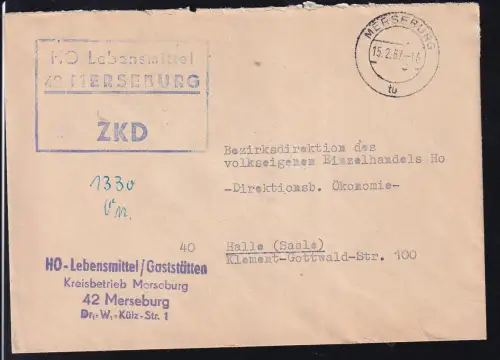 HO Lebensmittel
42 MERSEBURG
ZKD
MERSEBURG
15.2.67-16
tu
Bezirksdirektion des
volkseigenen Einzelhandels Ho
-Direktionsb. Ökonomie-
1330
40
Halle (Saale)
Klement-Gottwald-Str. 100
HO-Lebensmittel/Gaststätten
Kreisbetrieb Merseburg
42 Merseburg
Dr.-W.-Külz-Str. 1